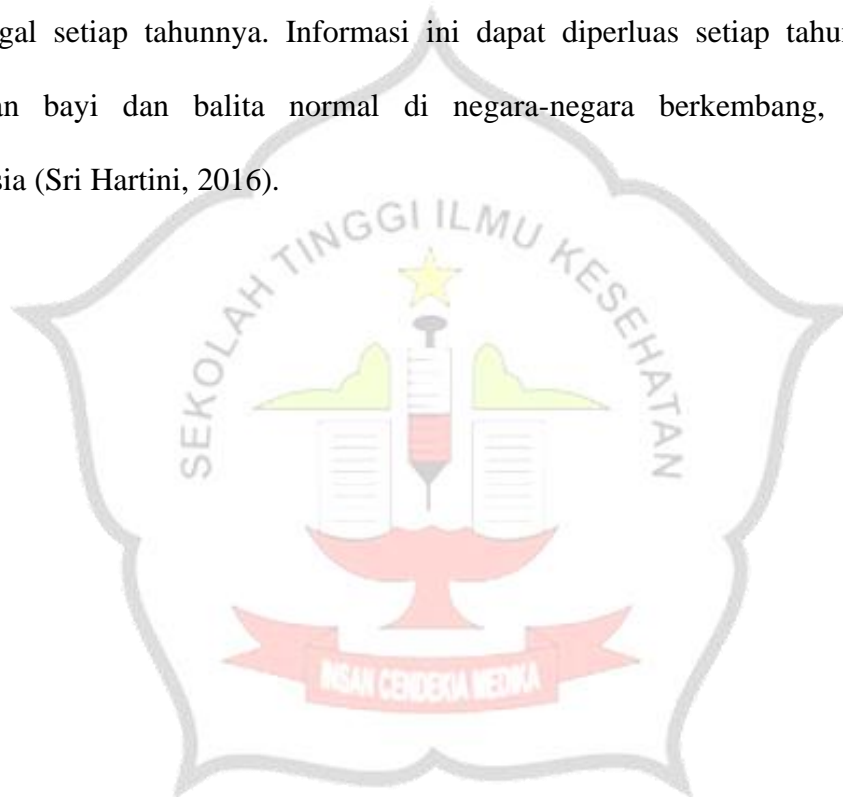 gal setiap tahunnya. Informasi ini dapat diperluas setiap tahu
an bayi dan balita normal di negara-negara berkembang,
sia (Sri Hartini, 2016).
SEKOLAH TINGGI ILMU KESEHATAN
INSAN CENDEKIA MEDIKA